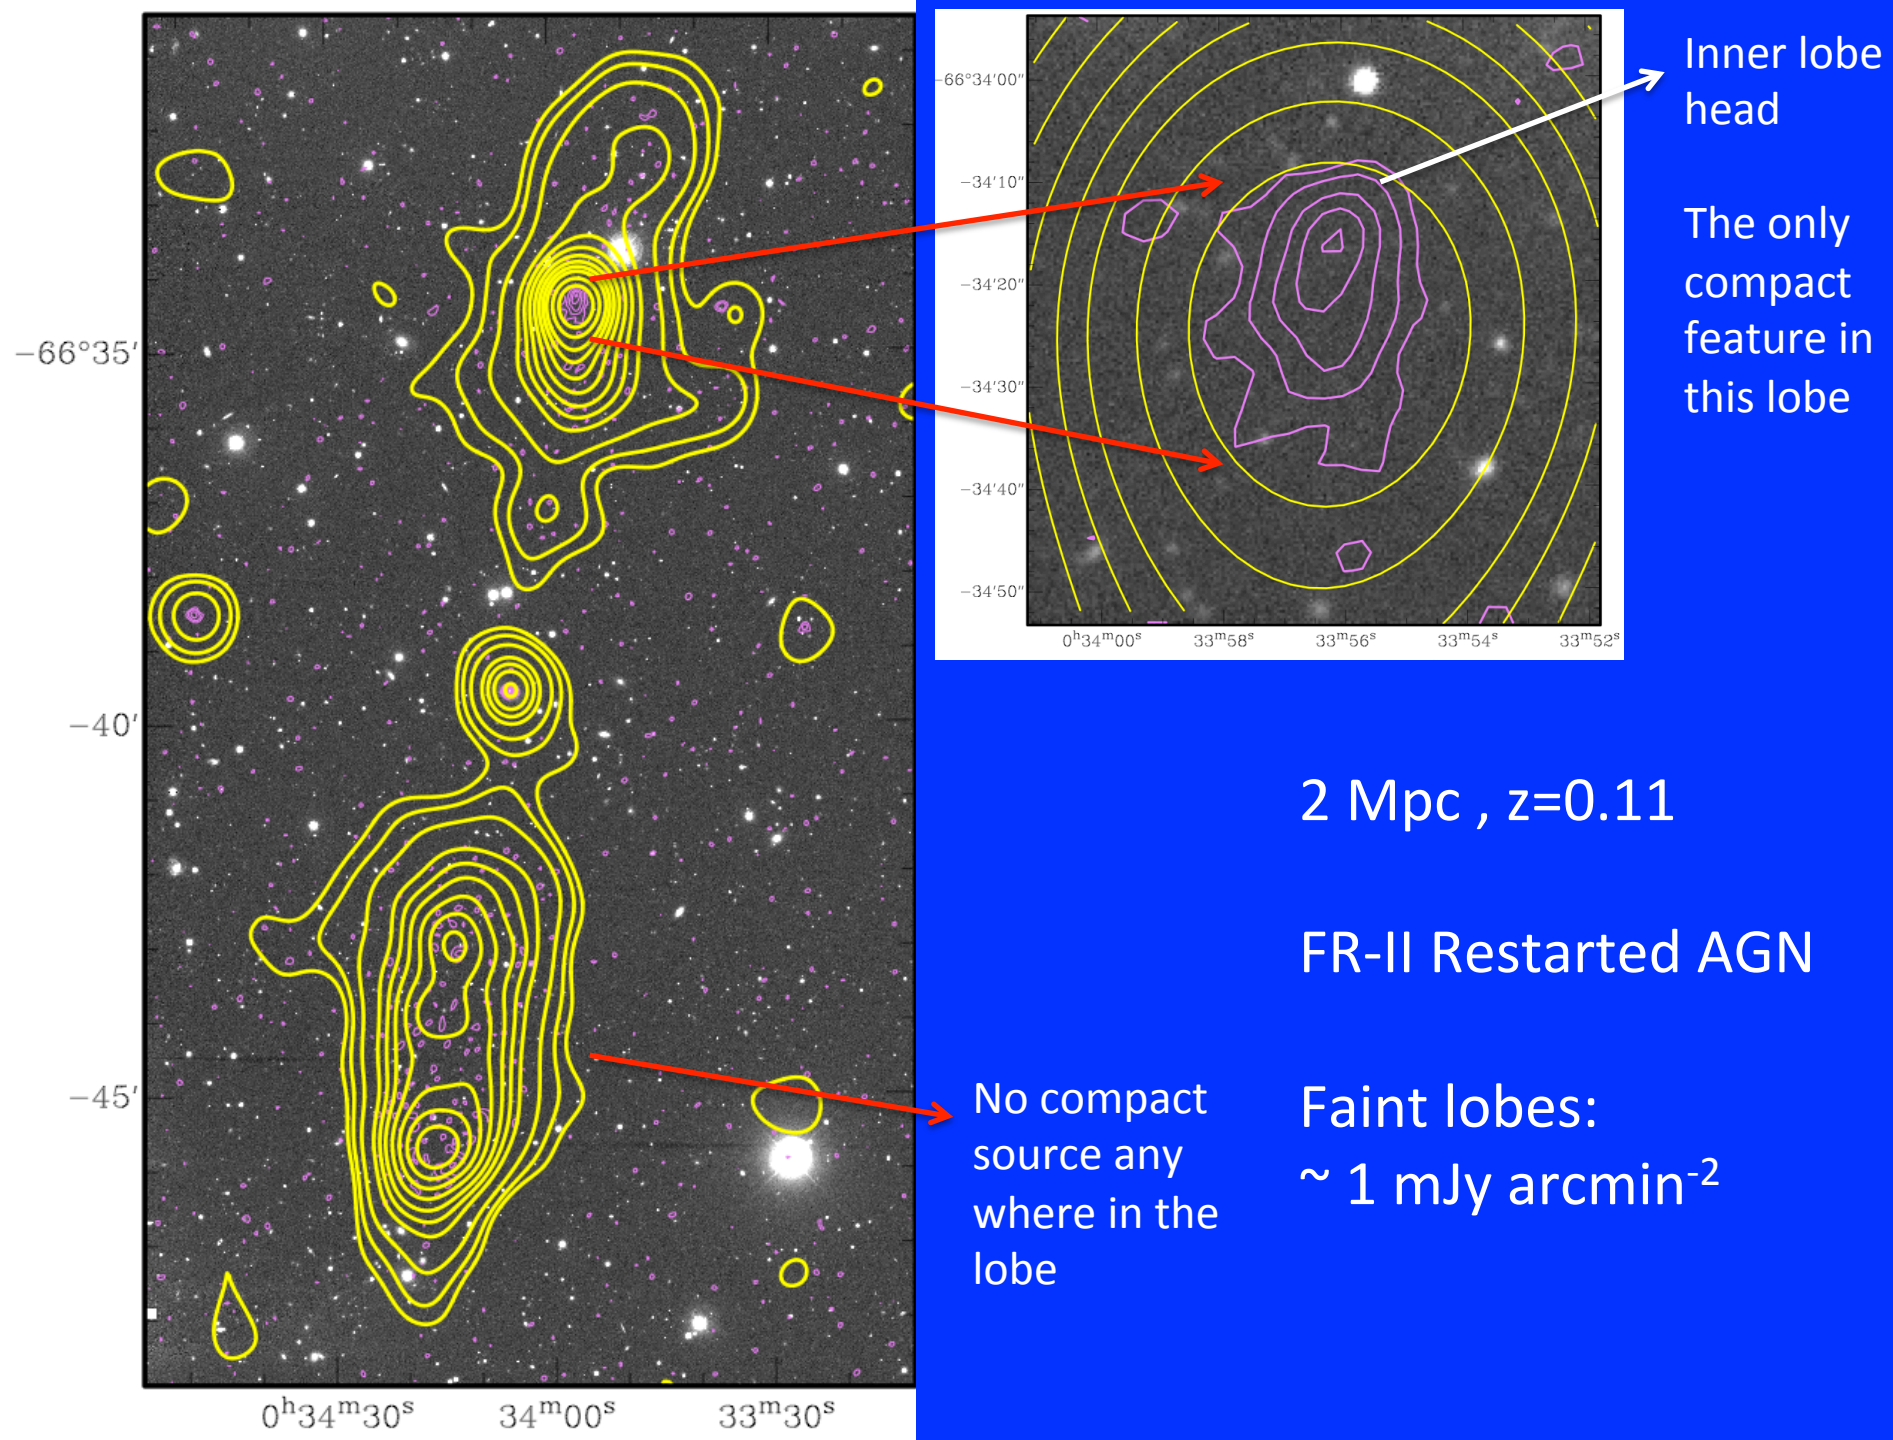 −66°35′
−40′
−45′
0ʰ34ᵐ30ˢ
34ᵐ00ˢ
33ᵐ30ˢ
−66°34′00″
−34′10″
−34′20″
−34′30″
−34′40″
−34′50″
0ʰ34ᵐ00ˢ
33ᵐ58ˢ
33ᵐ56ˢ
33ᵐ54ˢ
33ᵐ52ˢ
Inner lobe
head
The only
compact
feature in
this lobe
2 Mpc , z=0.11
FR-II Restarted AGN
Faint lobes:
~ 1 mJy arcmin⁻²
No compact
source any
where in the
lobe